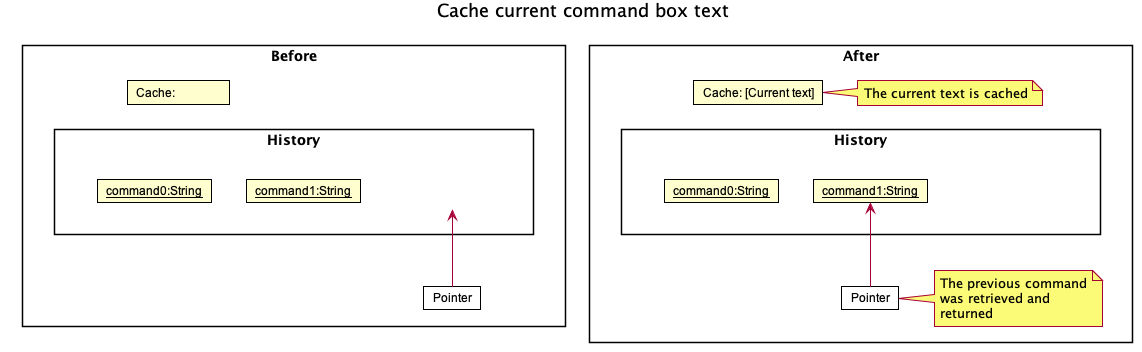 Cache current command box text
Before
Cache:
History
command0:String
command1:String
Pointer
After
Cache: [Current text]
The current text is cached
History
command0:String
command1:String
Pointer
The previous command
was retrieved and
returned